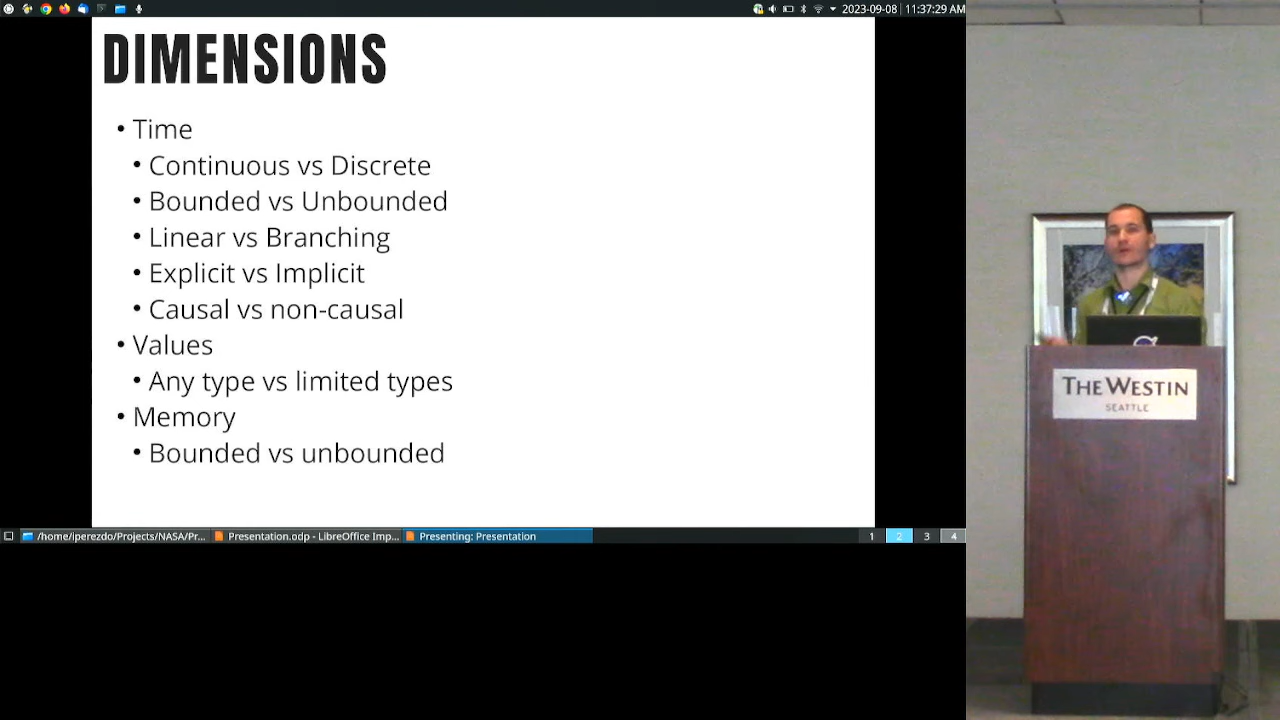 2023-09-08
11:37:29 AM
DIMENSIONS
• Time
• Continuous vs Discrete
• Bounded vs Unbounded
• Linear vs Branching
• Explicit vs Implicit
• Causal vs non-causal
• Values
• Any type vs limited types
• Memory
• Bounded vs unbounded
/home/iperezdo/Projects/NASA/Pr...
Presentation.odp - LibreOffice Imp...
Presenting: Presentation
1
2
3
4
THE WESTIN
SEATTLE